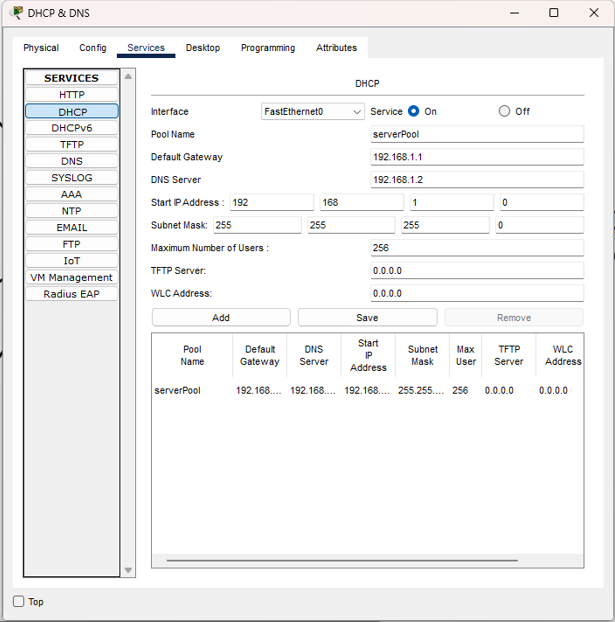 DHCP & DNS
Physical Config Services Desktop Programming Attributes
SERVICES
HTTP
DHCP
DHCPv6
TFTP
DNS
SYSLOG
AAA
NTP
EMAIL
FTP
IoT
VM Management
Radius EAP
DHCP
Interface FastEthernet0 Service On Off
Pool Name serverPool
Default Gateway 192.168.1.1
DNS Server 192.168.1.2
Start IP Address : 192 168 1 0
Subnet Mask: 255 255 255 0
Maximum Number of Users : 256
TFTP Server: 0.0.0.0
WLC Address: 0.0.0.0
Add Save Remove
Pool Name Default Gateway DNS Server Start IP Address Subnet Mask Max User TFTP Server WLC Address
serverPool 192.168.... 192.168.... 192.168.... 255.255.... 256 0.0.0.0 0.0.0.0
Top